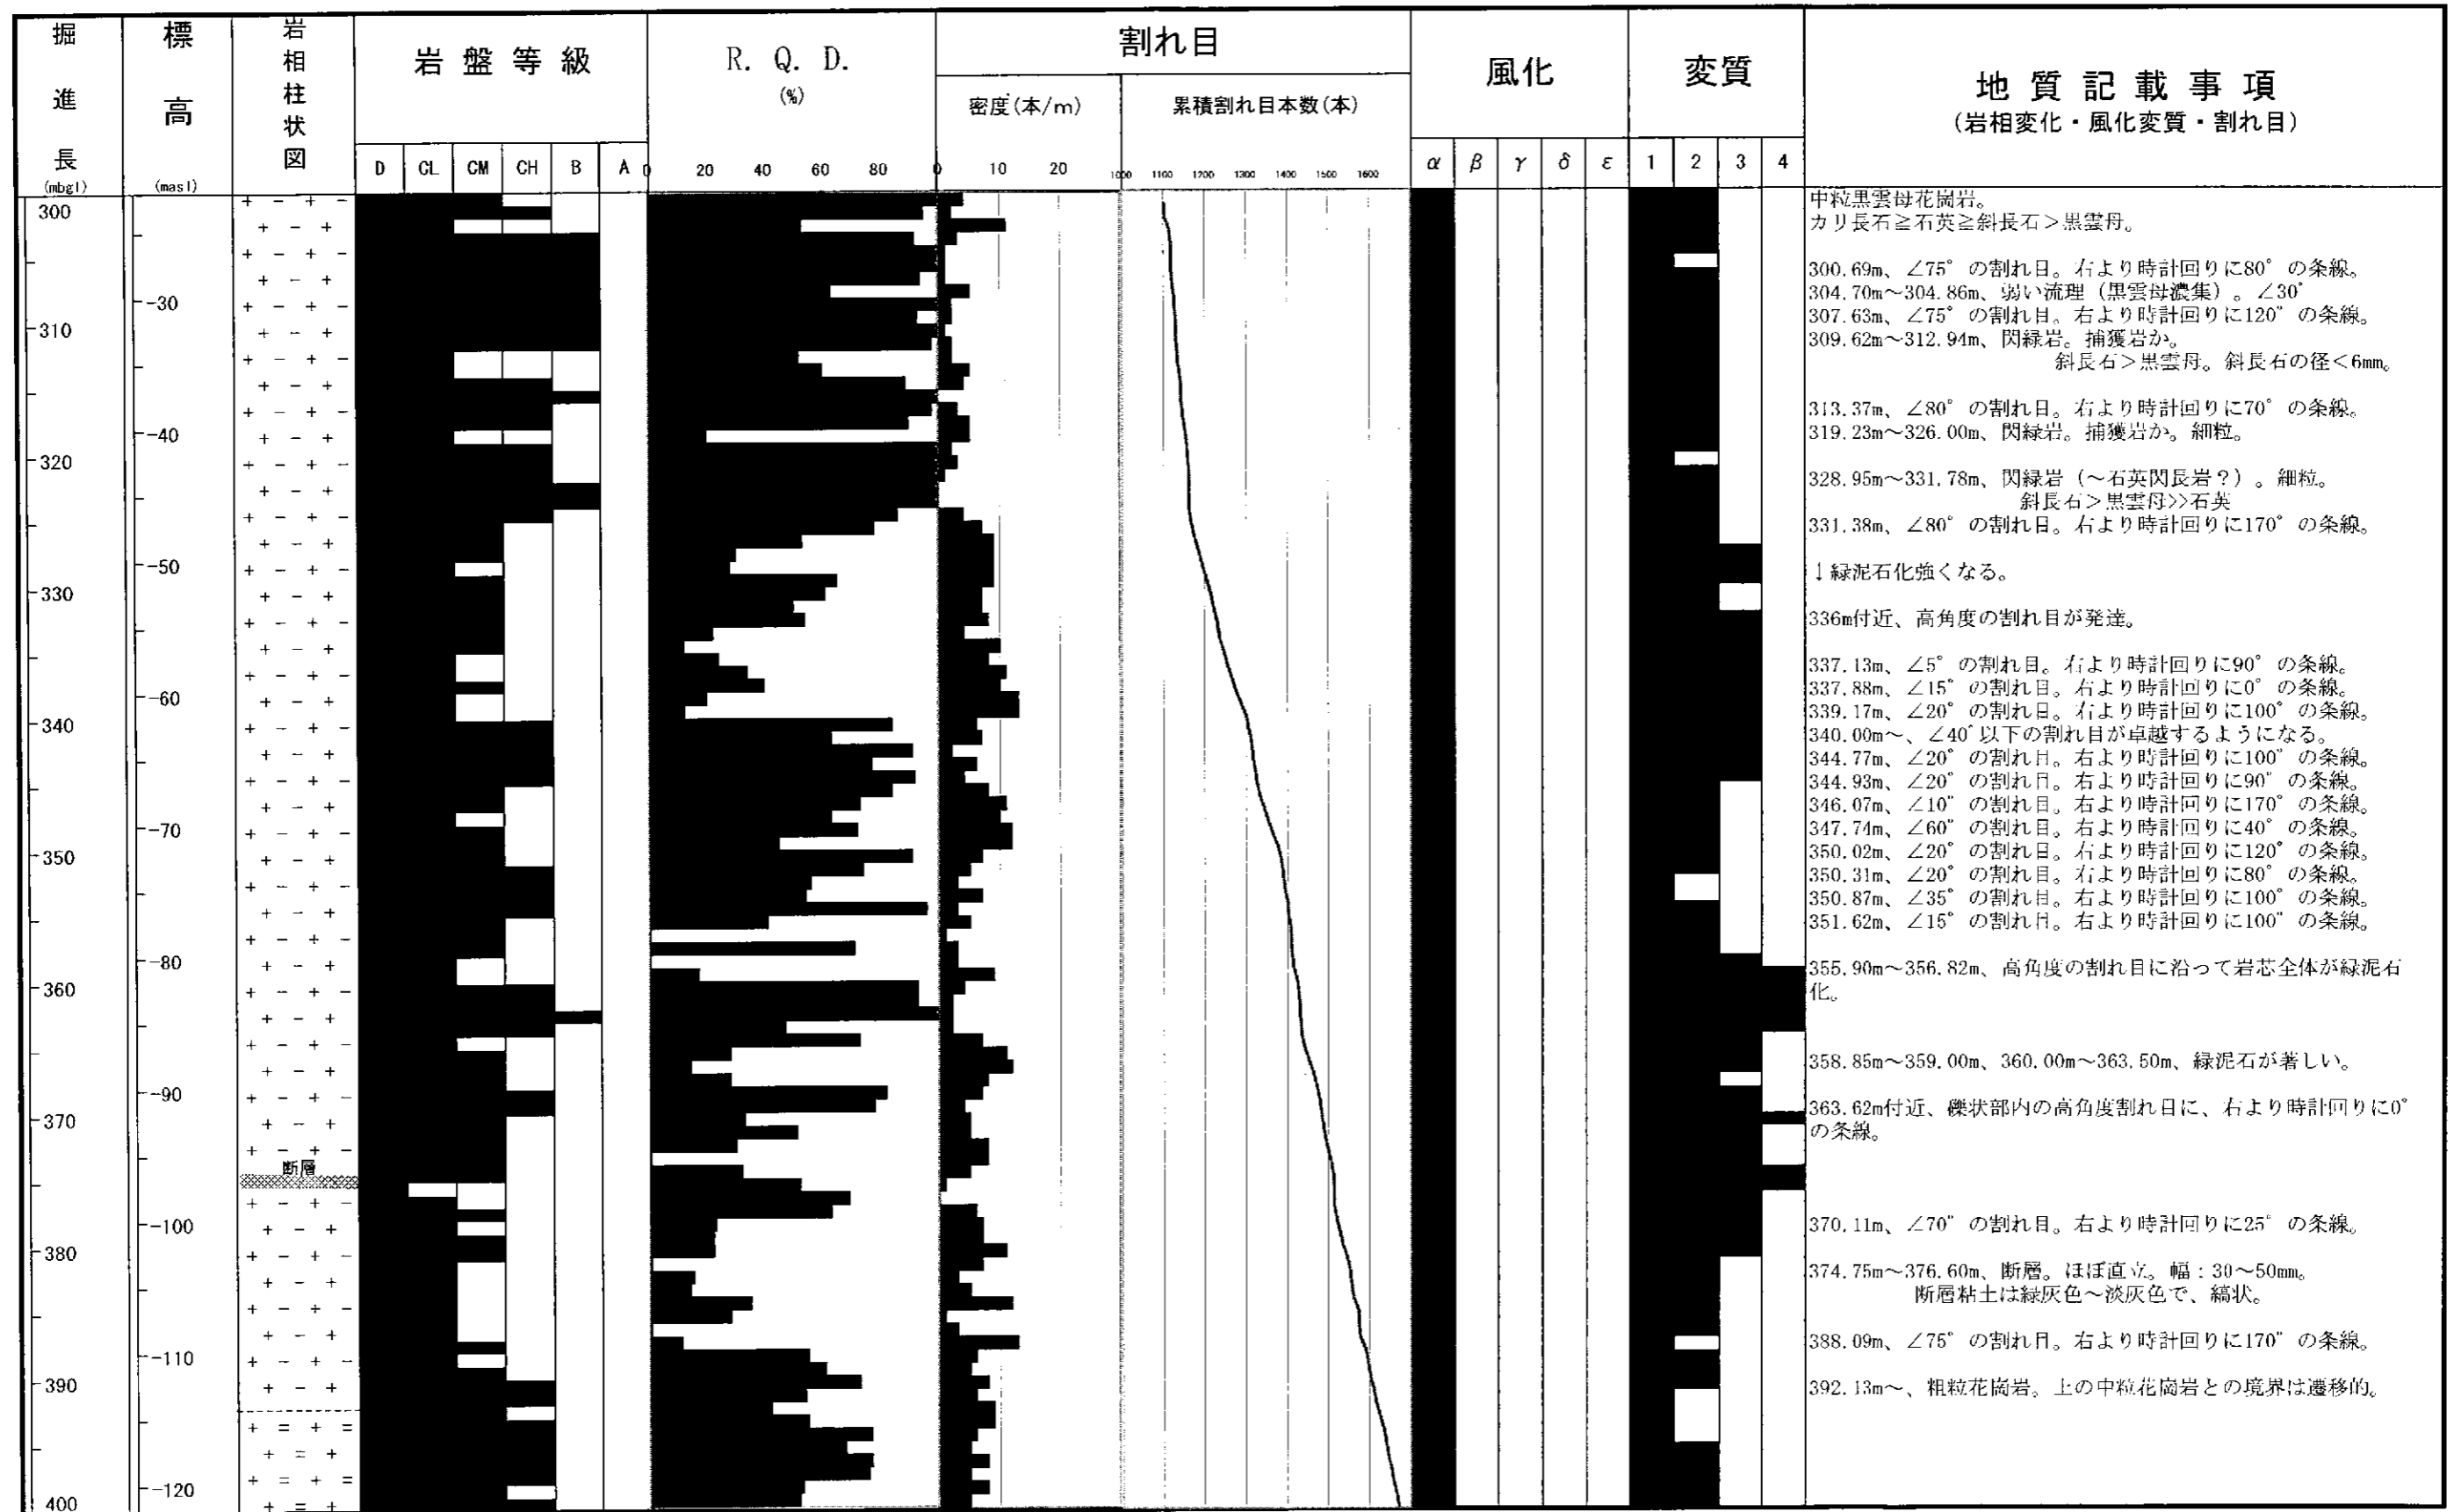 掘進長
(mbgl)
標高
(masl)
岩相柱状図
岩盤等級
D CL CM CH B A
R. Q. D.
(%)
0 20 40 60 80
割れ目
密度(本/m)
0 10 20
累積割れ目本数(本)
1000 1100 1200 1300 1400 1500 1600
風化
α β γ δ ε
変質
1 2 3 4
地質記載事項
(岩相変化・風化変質・割れ目)
300
310
320
330
340
350
360
370
380
390
400
-30
-40
-50
-60
-70
-80
-90
-100
-110
-120
断層
中粒黒雲母花崗岩。
カリ長石≧石英≧斜長石>黒雲母。
300.69m、∠75°の割れ目。右より時計回りに80°の条線。
304.70m~304.86m、弱い流理(黒雲母濃集)。∠30°
307.63m、∠75°の割れ目。右より時計回りに120°の条線。
309.62m~312.94m、閃緑岩。捕獲岩か。
斜長石>黒雲母。斜長石の径<6mm。
313.37m、∠80°の割れ目。右より時計回りに70°の条線。
319.23m~326.00m、閃緑岩。捕獲岩か。細粒。
328.95m~331.78m、閃緑岩(~石英閃長岩?)。細粒。
斜長石>黒雲母>>石英
331.38m、∠80°の割れ目。右より時計回りに170°の条線。
↓緑泥石化強くなる。
336m付近、高角度の割れ目が発達。
337.13m、∠5°の割れ目。右より時計回りに90°の条線。
337.88m、∠15°の割れ目。右より時計回りに0°の条線。
339.17m、∠20°の割れ目。右より時計回りに100°の条線。
340.00m~、∠40°以下の割れ目が卓越するようになる。
344.77m、∠20°の割れ目。右より時計回りに100°の条線。
344.93m、∠20°の割れ目。右より時計回りに90°の条線。
346.07m、∠10°の割れ目。右より時計回りに170°の条線。
347.74m、∠60°の割れ目。右より時計回りに40°の条線。
350.02m、∠20°の割れ目。右より時計回りに120°の条線。
350.31m、∠20°の割れ目。右より時計回りに80°の条線。
350.87m、∠35°の割れ目。右より時計回りに100°の条線。
351.62m、∠15°の割れ目。右より時計回りに100°の条線。
355.90m~356.82m、高角度の割れ目に沿って岩芯全体が緑泥石
化。
358.85m~359.00m、360.00m~363.50m、緑泥石が著しい。
363.62m付近、礫状部内の高角度割れ目に、右より時計回りに0°
の条線。
370.11m、∠70°の割れ目。右より時計回りに25°の条線。
374.75m~376.60m、断層。ほぼ直立。幅:30~50mm。
断層粘土は緑灰色~淡灰色で、縞状。
388.09m、∠75°の割れ目。右より時計回りに170°の条線。
392.13m~、粗粒花崗岩。上の中粒花崗岩との境界は遷移的。